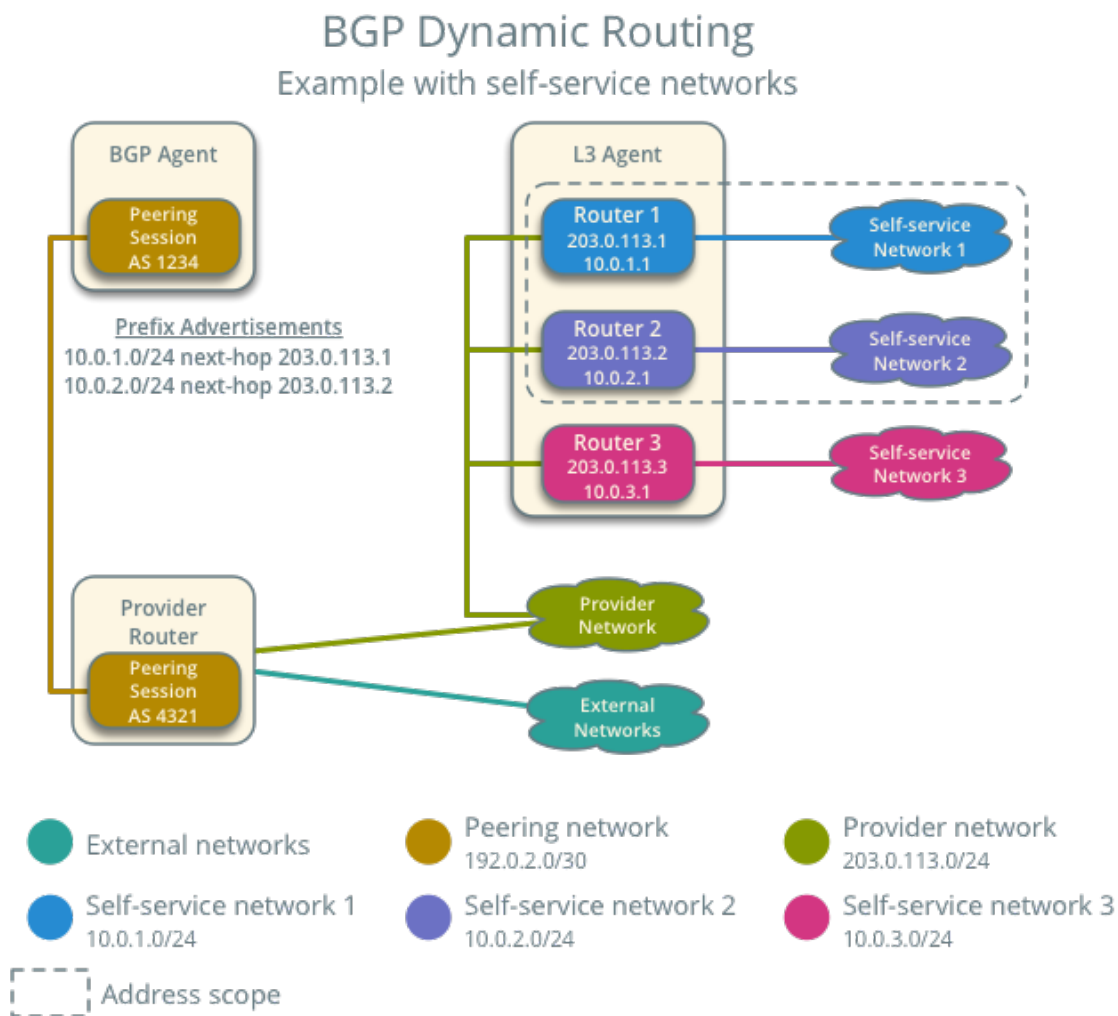 BGP Dynamic Routing
Example with self-service networks
BGP Agent
Peering
Session
AS 1234
Prefix Advertisements
10.0.1.0/24 next-hop 203.0.113.1
10.0.2.0/24 next-hop 203.0.113.2
L3 Agent
Router 1
203.0.113.1
10.0.1.1
Self-service
Network 1
Router 2
203.0.113.2
10.0.2.1
Self-service
Network 2
Router 3
203.0.113.3
10.0.3.1
Self-service
Network 3
Provider
Router
Peering
Session
AS 4321
Provider
Network
External
Networks
External networks
Peering network
192.0.2.0/30
Provider network
203.0.113.0/24
Self-service network 1
10.0.1.0/24
Self-service network 2
10.0.2.0/24
Self-service network 3
10.0.3.0/24
Address scope